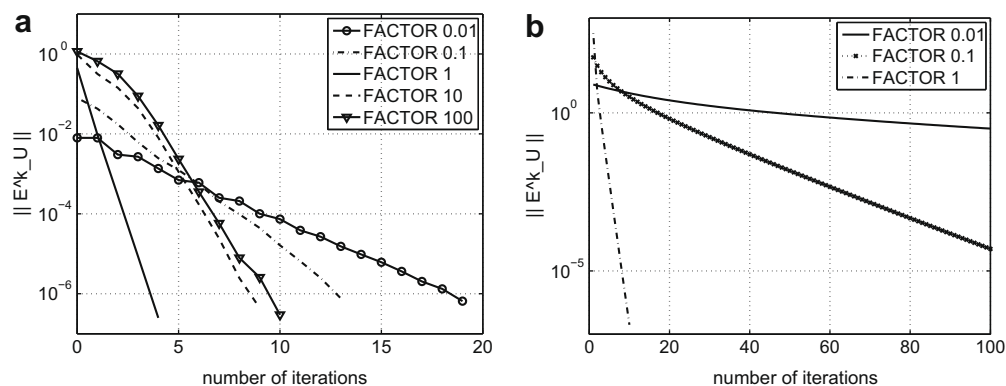 a
FACTOR 0.01
FACTOR 0.1
FACTOR 1
FACTOR 10
FACTOR 100
10^0
10^-2
10^-4
10^-6
|| E^k_U ||
0 5 10 15 20
number of iterations
b
FACTOR 0.01
FACTOR 0.1
FACTOR 1
10^0
10^-5
|| E^k_U ||
0 20 40 60 80 100
number of iterations